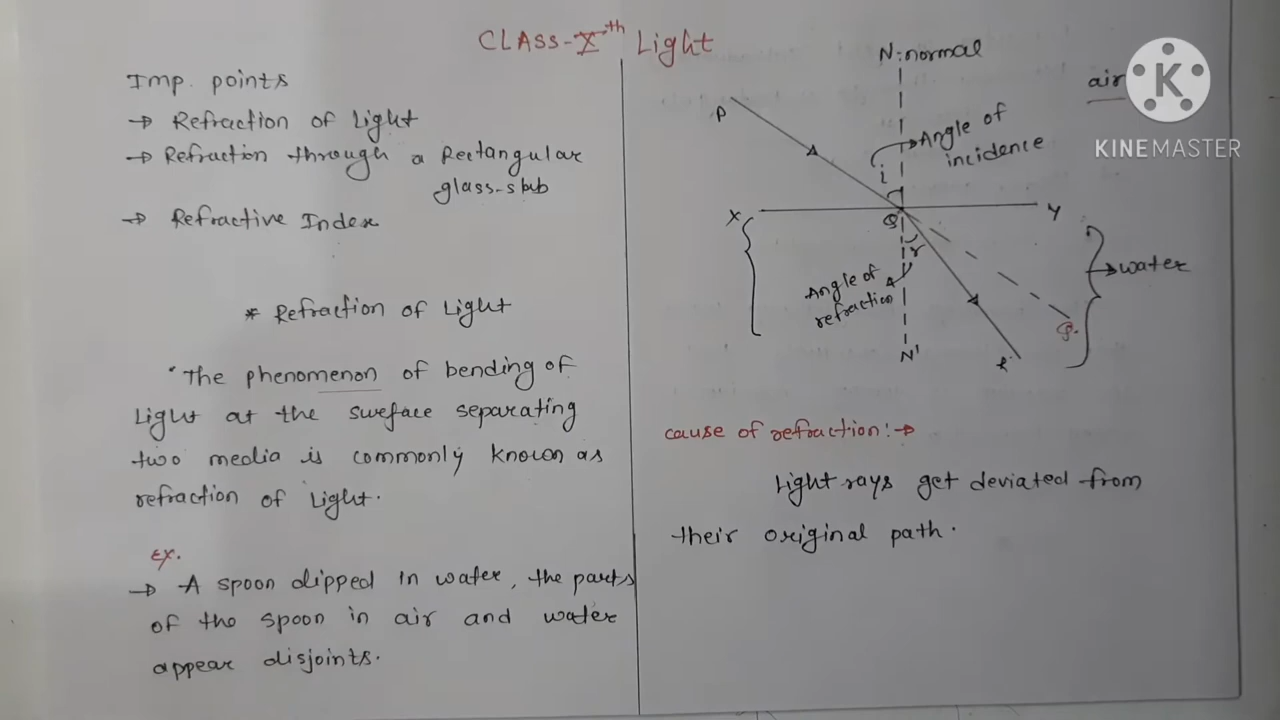 CLASS-Xth Light
Imp. points
→ Refraction of Light
→ Refraction through a Rectangular
glass-slab
→ Refractive Index
* Refraction of Light
"The phenomenon of bending of
Light at the sweface separating
two media is commonly known as
refraction of Light.
Ex.
→ A spoon dipped in water, the parts
of the spoon in air and water
appear disjoints.
N:normal
air
K
KINEMASTER
P
Angle of
incidence
i
X
Y
Q
r
water
Angle of
refraction
N'
R
cause of refraction:→
Light rays get deviated from
their original path.